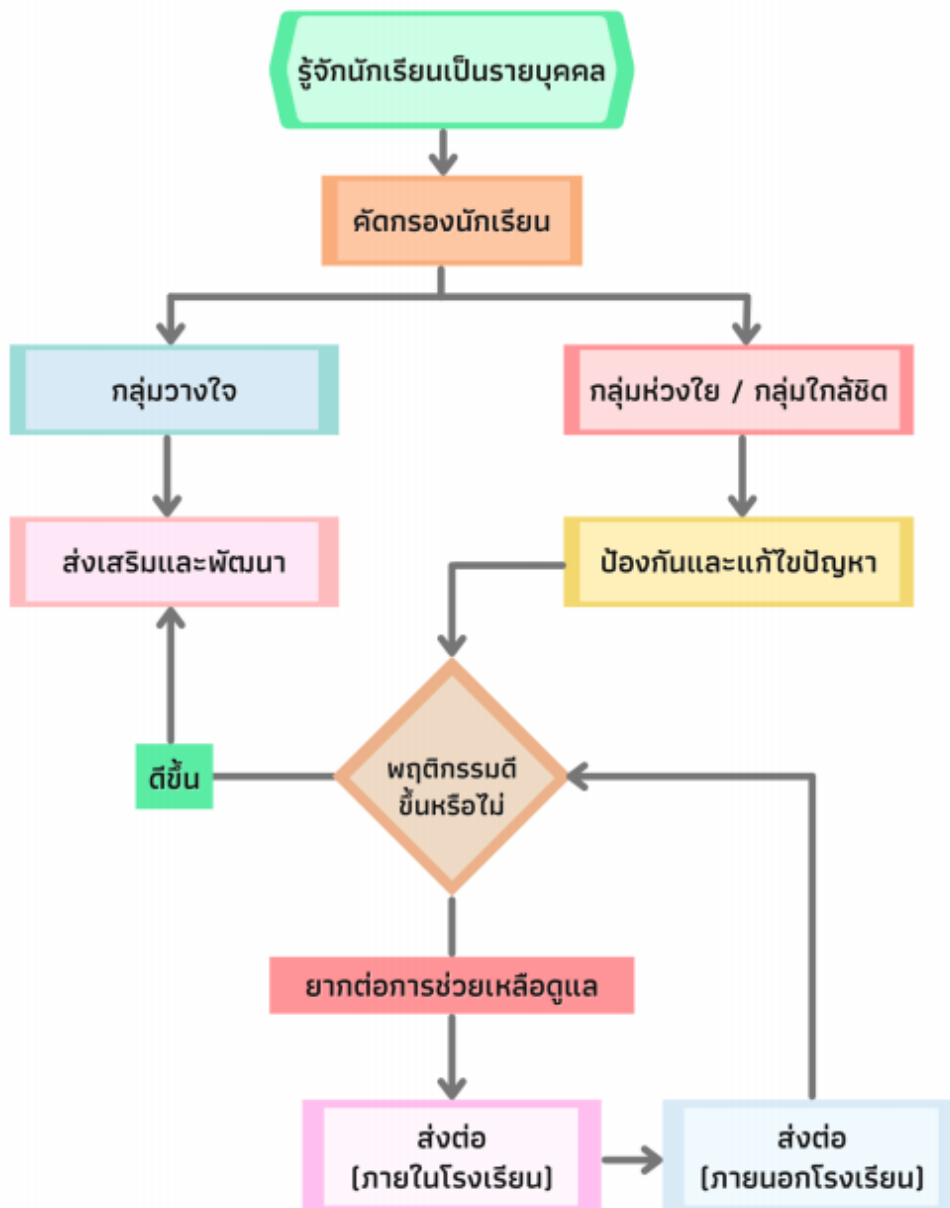 รู้จักนักเรียนเป็นรายบุคคล
คัดกรองนักเรียน
กลุ่มวางใจ
กลุ่มห่วงใย / กลุ่มใกล้ชิด
ส่งเสริมและพัฒนา
ป้องกันและแก้ไขปัญหา
ดีขึ้น
พฤติกรรมดี
ขึ้นหรือไม่
ยากต่อการช่วยเหลือดูแล
ส่งต่อ
(ภายในโรงเรียน)
ส่งต่อ
(ภายนอกโรงเรียน)